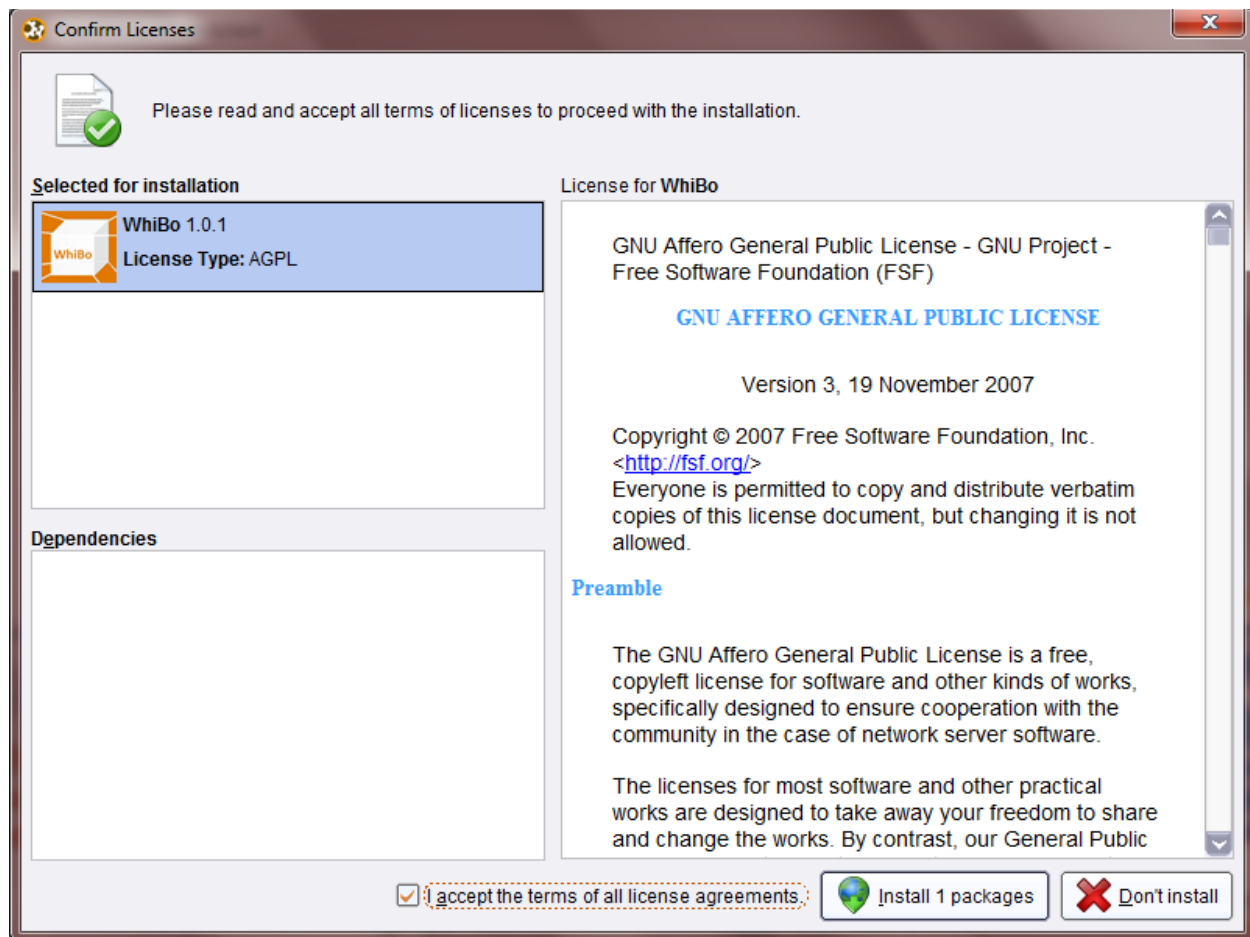 Confirm Licenses
Please read and accept all terms of licenses to proceed with the installation.
Selected for installation
WhiBo
WhiBo 1.0.1
License Type: AGPL
Dependencies
License for WhiBo
GNU Affero General Public License - GNU Project -
Free Software Foundation (FSF)
GNU AFFERO GENERAL PUBLIC LICENSE
Version 3, 19 November 2007
Copyright © 2007 Free Software Foundation, Inc.
<http://fsf.org/>
Everyone is permitted to copy and distribute verbatim
copies of this license document, but changing it is not
allowed.
Preamble
The GNU Affero General Public License is a free,
copyleft license for software and other kinds of works,
specifically designed to ensure cooperation with the
community in the case of network server software.
The licenses for most software and other practical
works are designed to take away your freedom to share
and change the works. By contrast, our General Public
I accept the terms of all license agreements.
Install 1 packages
Don't install